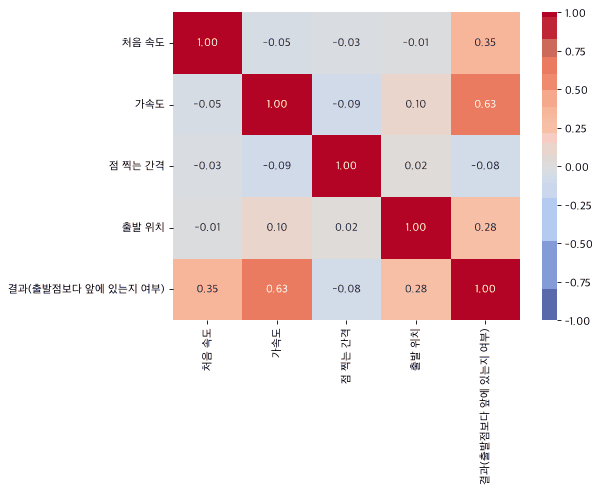 처음 속도
1.00 -0.05 -0.03 -0.01 0.35
가속도
-0.05 1.00 -0.09 0.10 0.63
점 찍는 간격
-0.03 -0.09 1.00 0.02 -0.08
출발 위치
-0.01 0.10 0.02 1.00 0.28
결과(출발점보다 앞에 있는지 여부)
0.35 0.63 -0.08 0.28 1.00
처음 속도
가속도
점 찍는 간격
출발 위치
결과(출발점보다 앞에 있는지 여부)
1.00
0.75
0.50
0.25
0.00
-0.25
-0.50
-0.75
-1.00